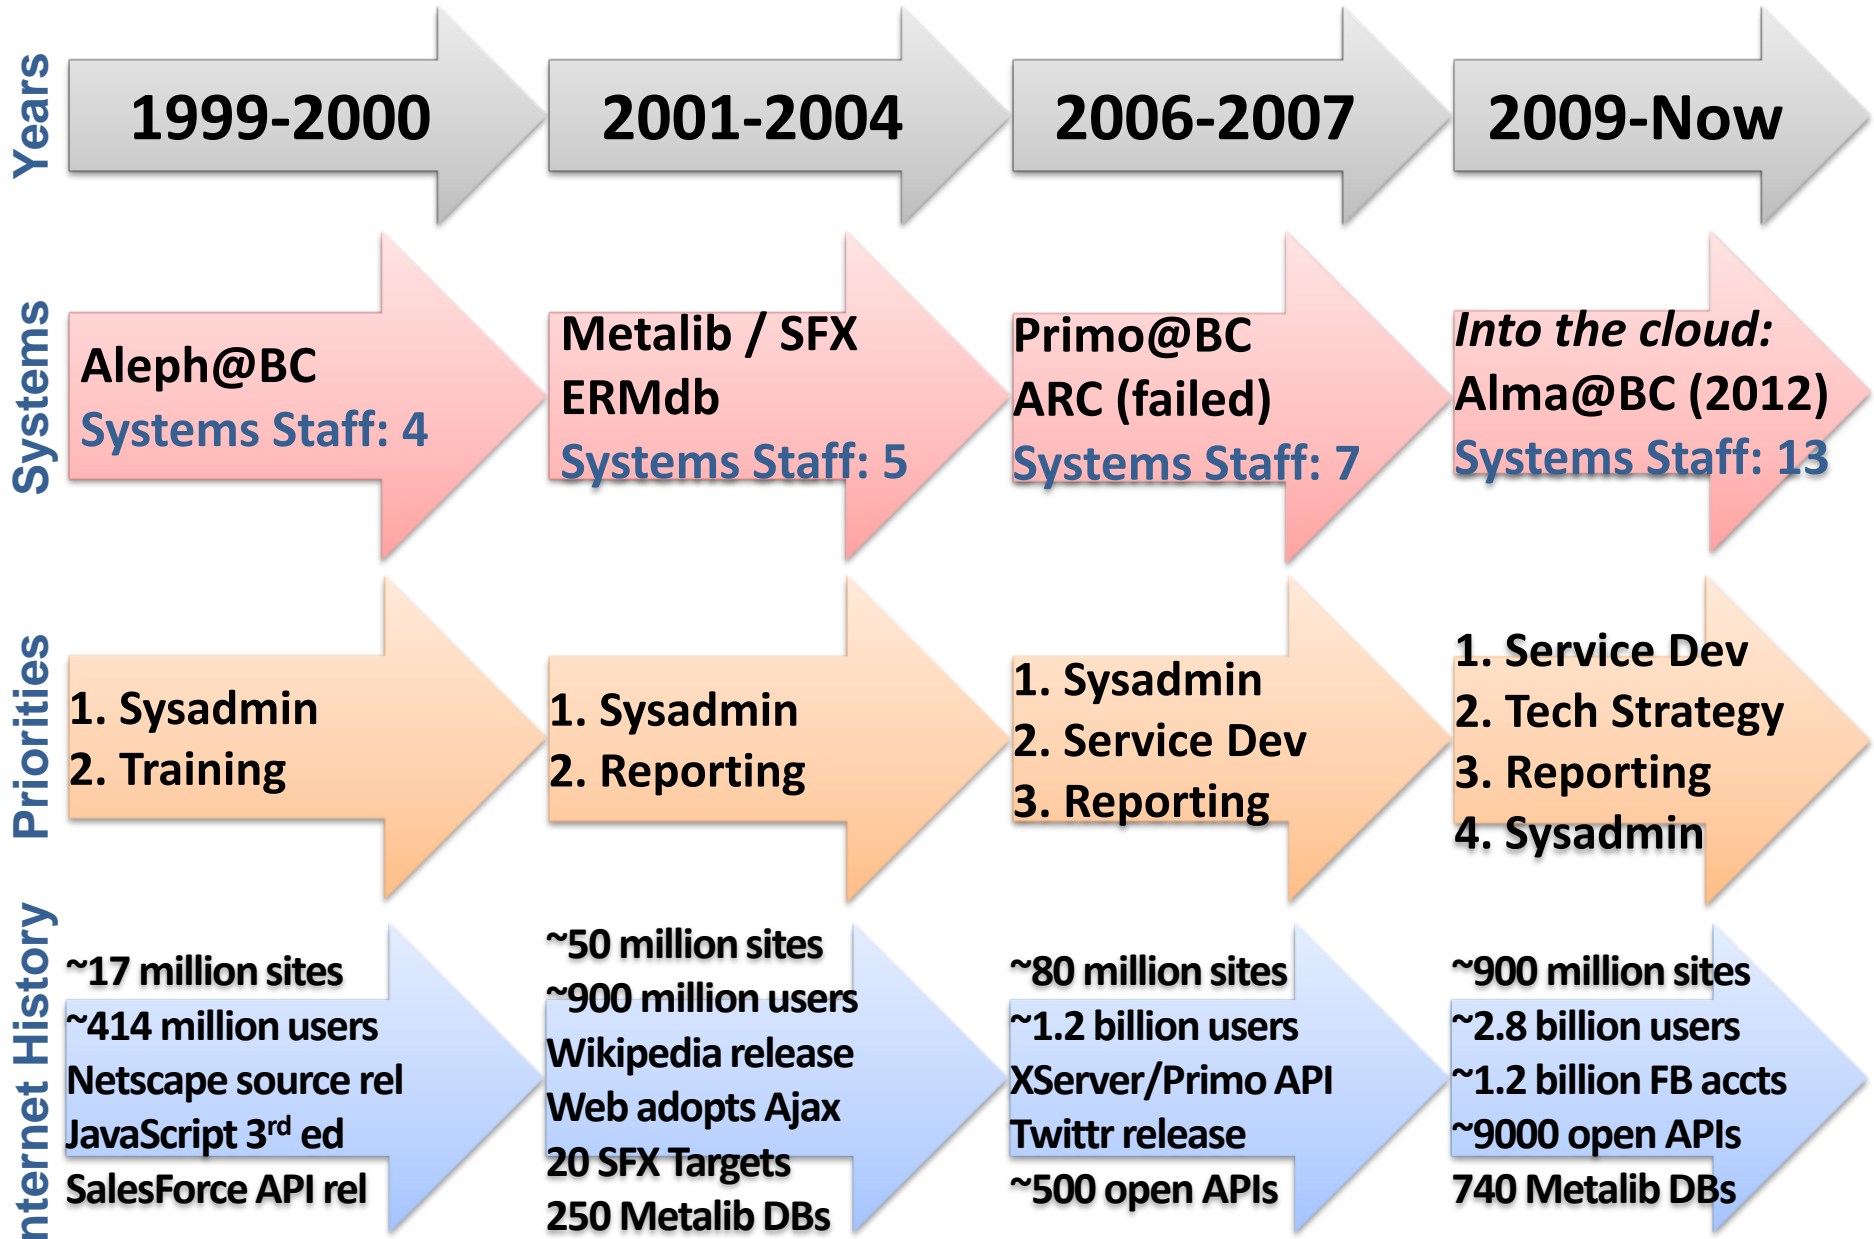 Years
1999-2000
2001-2004
2006-2007
2009-Now
Systems
Aleph@BC
Systems Staff: 4
Metalib / SFX
ERMdb
Systems Staff: 5
Primo@BC
ARC (failed)
Systems Staff: 7
Into the cloud:
Alma@BC (2012)
Systems Staff: 13
Priorities
1. Sysadmin
2. Training
1. Sysadmin
2. Reporting
1. Sysadmin
2. Service Dev
3. Reporting
1. Service Dev
2. Tech Strategy
3. Reporting
4. Sysadmin
nternet History
~17 million sites
~414 million users
Netscape source rel
JavaScript 3rd ed
SalesForce API rel
~50 million sites
~900 million users
Wikipedia release
Web adopts Ajax
20 SFX Targets
250 Metalib DBs
~80 million sites
~1.2 billion users
XServer/Primo API
Twittr release
~500 open APIs
~900 million sites
~2.8 billion users
~1.2 billion FB accts
~9000 open APIs
740 Metalib DBs